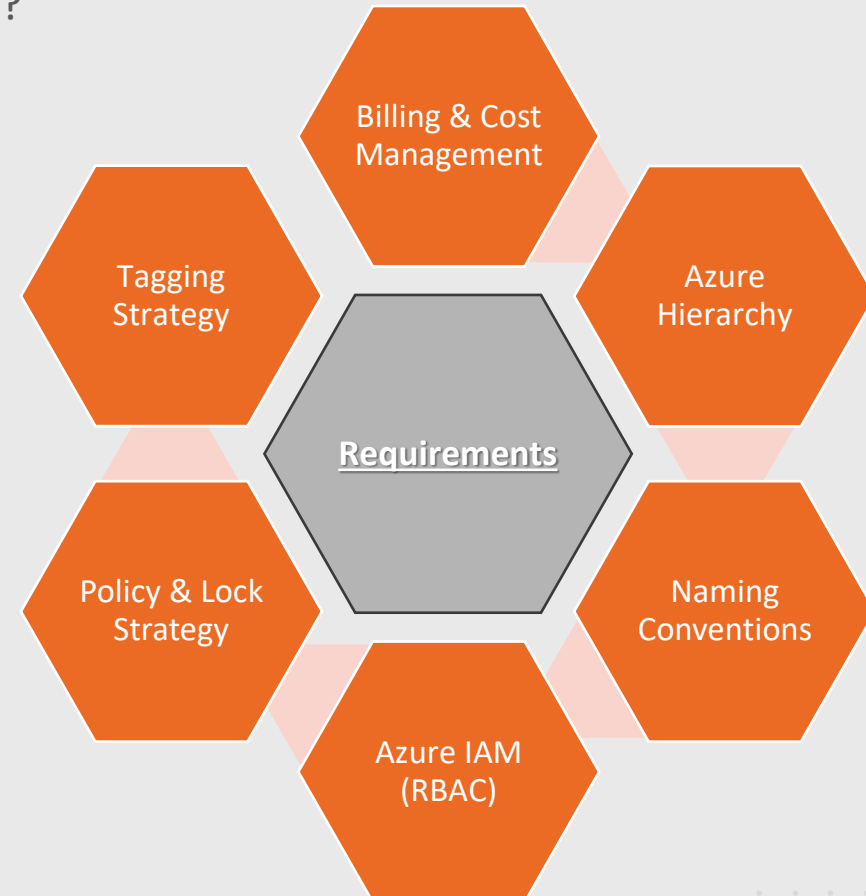 ?
Billing & Cost
Management
Azure
Hierarchy
Naming
Conventions
Azure IAM
(RBAC)
Policy & Lock
Strategy
Tagging
Strategy
Requirements